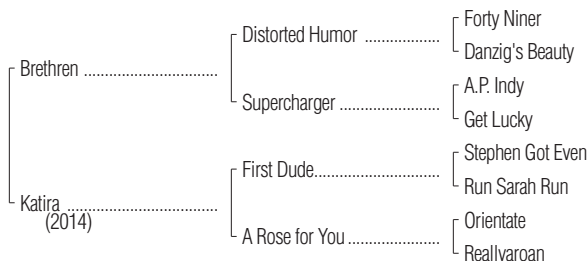 Forty Niner
Distorted Humor ....................
Danzig's Beauty
Brethren ....................................
A.P. Indy
Supercharger ...........................
Get Lucky
Stephen Got Even
First Dude..................................
Run Sarah Run
Katira ........................................
(2014)
Orientate
A Rose for You .........................
Reallyaroan